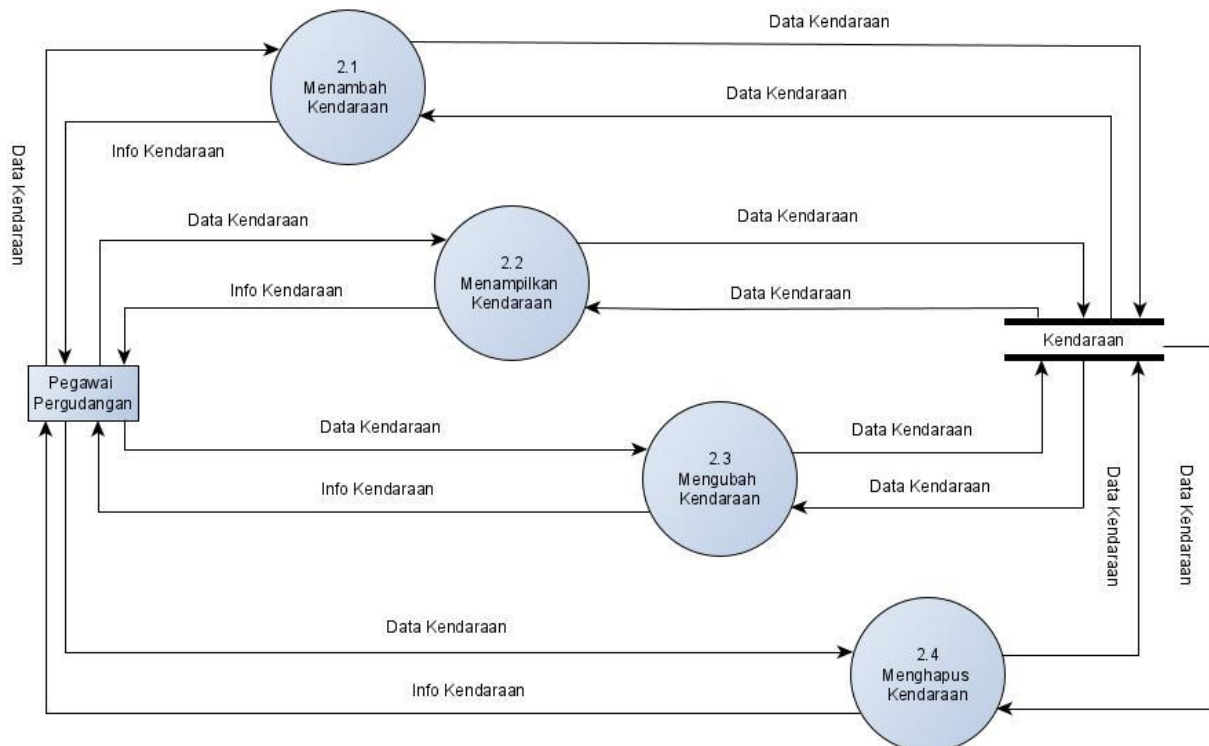 Data Kendaraan
2.1
Menambah
Kendaraan
Data Kendaraan
Info Kendaraan
Data Kendaraan
Data Kendaraan
Data Kendaraan
2.2
Menampilkan
Kendaraan
Info Kendaraan
Data Kendaraan
Kendaraan
Pegawai
Pergudangan
Data Kendaraan
Data Kendaraan
2.3
Mengubah
Kendaraan
Info Kendaraan
Data Kendaraan
Data Kendaraan
Data Kendaraan
Data Kendaraan
2.4
Menghapus
Kendaraan
Info Kendaraan